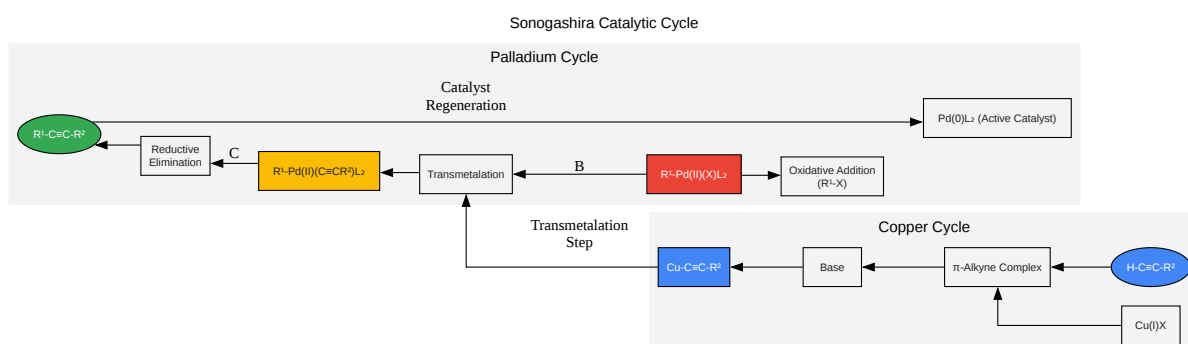 Sonogashira Catalytic Cycle
Palladium Cycle
Catalyst
Regeneration
Pd(0)L₂ (Active Catalyst)
R¹-C≡C-R²
Reductive
Elimination
C
R¹-Pd(II)(C≡CR²)L₂
Transmetalation
B
R¹-Pd(II)(X)L₂
Oxidative Addition
(R¹-X)
Transmetalation
Step
Copper Cycle
Cu-C≡C-R²
Base
π-Alkyne Complex
H-C≡C-R²
Cu(I)X